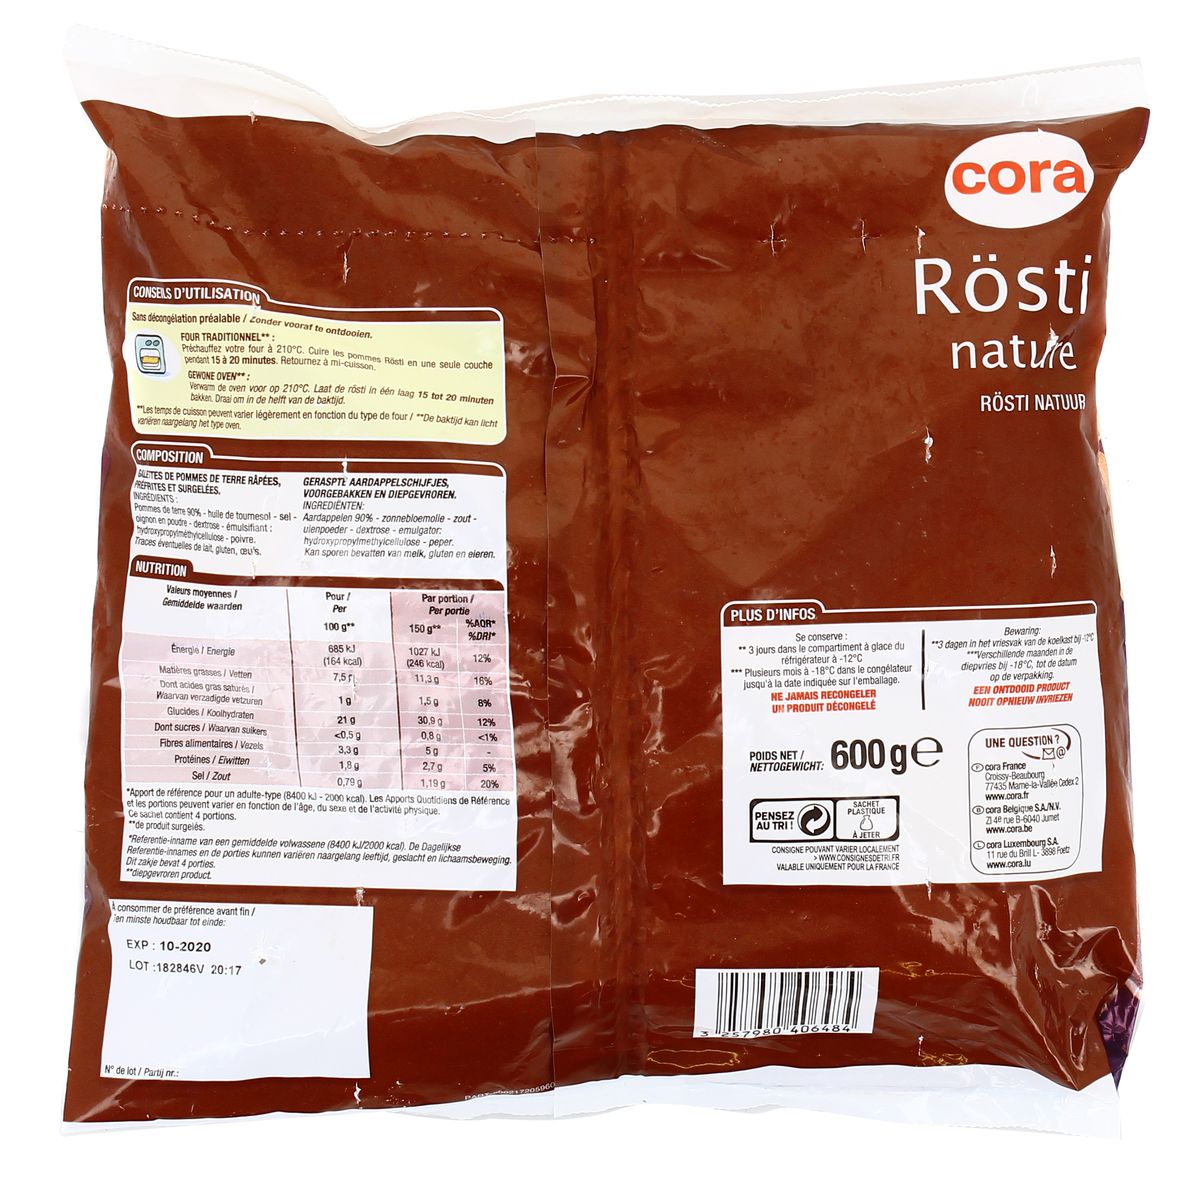 cora
Rösti
nature
RÖSTI NATUUR
CONSEILS D'UTILISATION
Sans décongélation préalable / Zonder vooraf te ontdooien.
FOUR TRADITIONNEL** :
Préchauffez votre four à 210°C. Cuire les pommes Rösti en une seule couche
pendant 15 à 20 minutes. Retournez à mi-cuisson.
GEWONE OVEN** :
Verwarm de oven voor op 210°C. Laat de rösti in één laag 15 tot 20 minuten
bakken. Draai om in de helft van de baktijd.
**Les temps de cuisson peuvent varier légèrement en fonction du type de four / **De baktijd kan licht
variëren naargelang het type oven.
COMPOSITION
GALETTES DE POMMES DE TERRE RÂPÉES,
PRÉFRITES ET SURGELÉES.
INGRÉDIENTS :
Pommes de terre 90% - huile de tournesol - sel -
oignon en poudre - dextrose - émulsifiant :
hydroxypropylméthylcellulose - poivre.
Traces éventuelles de lait, gluten, œufs.
GERASPTE AARDAPPELSCHIJFJES,
VOORGEBAKKEN EN DIEPGEVROREN.
INGREDIËNTEN:
Aardappelen 90% - zonnebloemolie - zout -
uienpoeder - dextrose - emulgator:
hydroxypropylmethylcellulose - peper.
Kan sporen bevatten van melk, gluten en eieren.
NUTRITION
Valeurs moyennes / Pour / Par portion /
Gemiddelde waarden Per Per portie
100 g** 150 g** %AQR*
%DRI*
Énergie / Energie 685 kJ 1027 kJ 12%
(164 kcal) (246 kcal)
Matières grasses / Vetten 7,5 g 11,3 g 16%
Dont acides gras saturés /
Waarvan verzadigde vetzuren 1 g 1,5 g 8%
Glucides / Koolhydraten 21 g 30,9 g 12%
Dont sucres / Waarvan suikers <0,5 g 0,8 g <1%
Fibres alimentaires / Vezels 3,3 g 5 g -
Protéines / Eiwitten 1,8 g 2,7 g 5%
Sel / Zout 0,79 g 1,19 g 20%
*Apport de référence pour un adulte-type (8400 kJ - 2000 kcal). Les Apports Quotidiens de Référence
et les portions peuvent varier en fonction de l'âge, du sexe et de l'activité physique.
Ce sachet contient 4 portions.
**de produit surgelés.
*Referentie-inname van een gemiddelde volwassene (8400 kJ/2000 kcal). De Dagelijkse
Referentie-innames en de porties kunnen variëren naargelang leeftijd, geslacht en lichaamsbeweging.
Dit zakje bevat 4 porties.
**diepgevroren product.
A consommer de préférence avant fin /
Ten minste houdbaar tot einde:
EXP : 10-2020
LOT :182846V 20:17
N° de lot / Partij nr.:
PLUS D'INFOS
Se conserve :
** 3 jours dans le compartiment à glace du
réfrigérateur à -12°C
*** Plusieurs mois à -18°C dans le congélateur
jusqu'à la date indiquée sur l'emballage.
NE JAMAIS RECONGELER
UN PRODUIT DÉCONGELÉ
Bewaring:
**3 dagen in het vriesvak van de koelkast bij -12°C
***Verschillende maanden in de
diepvries bij -18°C, tot de datum
op de verpakking.
EEN ONTDOOID PRODUCT
NOOIT OPNIEUW INVRIEZEN
POIDS NET /
NETTOGEWICHT: 600 g e
PENSEZ
AU TRI !
SACHET
PLASTIQUE
À JETER
CONSIGNE POUVANT VARIER LOCALEMENT
> WWW.CONSIGNESDETRI.FR
VALABLE UNIQUEMENT POUR LA FRANCE
UNE QUESTION ?
@
F cora France
Croissy-Beaubourg
77435 Marne-la-Vallée Cedex 2
www.cora.fr
B cora Belgique S.A./N.V.
ZI 4e rue B-6040 Jumet
www.cora.be
L cora Luxembourg S.A.
11 rue du Brill L- 3898 Foetz
www.cora.lu
3 257980 406484